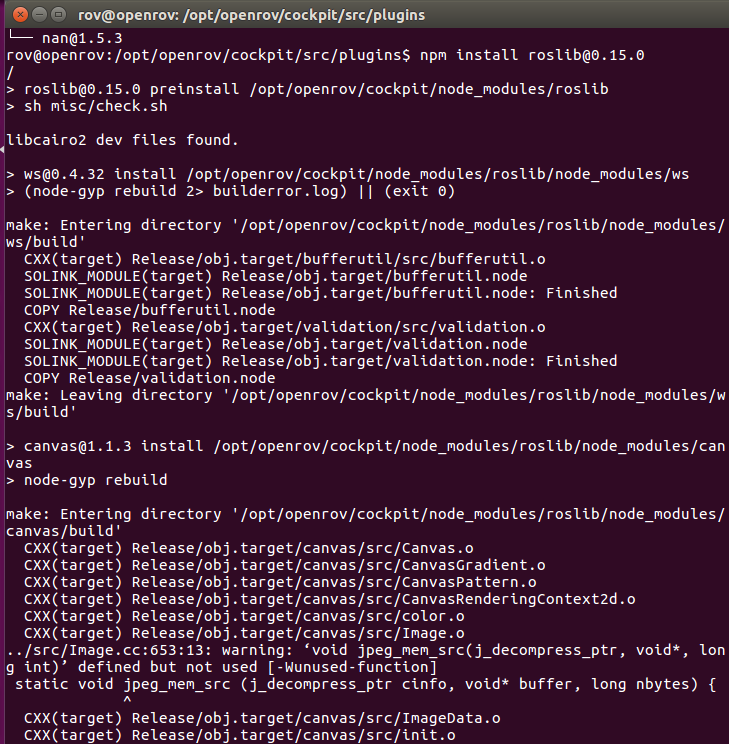 rov@openrov: /opt/openrov/cockpit/src/plugins
└── nan@1.5.3
rov@openrov:/opt/openrov/cockpit/src/plugins$ npm install roslib@0.15.0
/
> roslib@0.15.0 preinstall /opt/openrov/cockpit/node_modules/roslib
> sh misc/check.sh
libcairo2 dev files found.
> ws@0.4.32 install /opt/openrov/cockpit/node_modules/roslib/node_modules/ws
> (node-gyp rebuild 2> builderror.log) || (exit 0)
make: Entering directory '/opt/openrov/cockpit/node_modules/roslib/node_modules/
ws/build'
  CXX(target) Release/obj.target/bufferutil/src/bufferutil.o
  SOLINK_MODULE(target) Release/obj.target/bufferutil.node
  SOLINK_MODULE(target) Release/obj.target/bufferutil.node: Finished
  COPY Release/bufferutil.node
  CXX(target) Release/obj.target/validation/src/validation.o
  SOLINK_MODULE(target) Release/obj.target/validation.node
  SOLINK_MODULE(target) Release/obj.target/validation.node: Finished
  COPY Release/validation.node
make: Leaving directory '/opt/openrov/cockpit/node_modules/roslib/node_modules/w
s/build'
> canvas@1.1.3 install /opt/openrov/cockpit/node_modules/roslib/node_modules/can
vas
> node-gyp rebuild
make: Entering directory '/opt/openrov/cockpit/node_modules/roslib/node_modules/
canvas/build'
  CXX(target) Release/obj.target/canvas/src/Canvas.o
  CXX(target) Release/obj.target/canvas/src/CanvasGradient.o
  CXX(target) Release/obj.target/canvas/src/CanvasPattern.o
  CXX(target) Release/obj.target/canvas/src/CanvasRenderingContext2d.o
  CXX(target) Release/obj.target/canvas/src/color.o
  CXX(target) Release/obj.target/canvas/src/Image.o
../src/Image.cc:653:13: warning: ‘void jpeg_mem_src(j_decompress_ptr, void*, lon
g int)’ defined but not used [-Wunused-function]
 static void jpeg_mem_src (j_decompress_ptr cinfo, void* buffer, long nbytes) {
             ^
  CXX(target) Release/obj.target/canvas/src/ImageData.o
  CXX(target) Release/obj.target/canvas/src/init.o